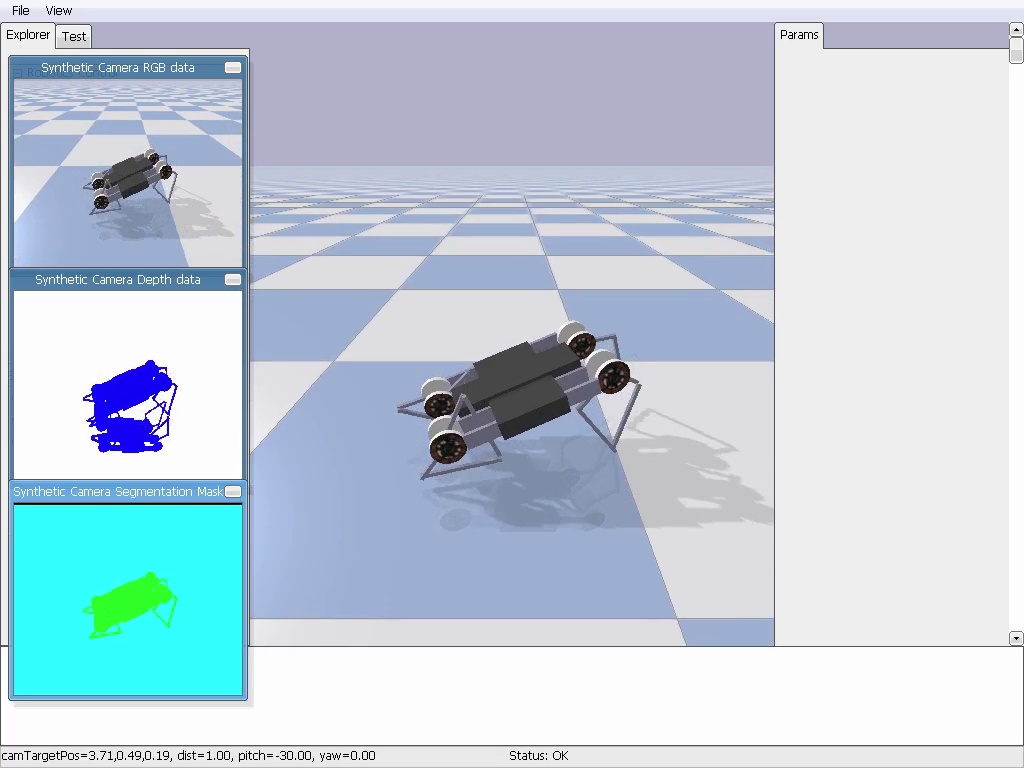 File View
Explorer Test
Params
Synthetic Camera RGB data
Synthetic Camera Depth data
Synthetic Camera Segmentation Mask
camTargetPos=3.71,0.49,0.19, dist=1.00, pitch=-30.00, yaw=0.00 Status: OK